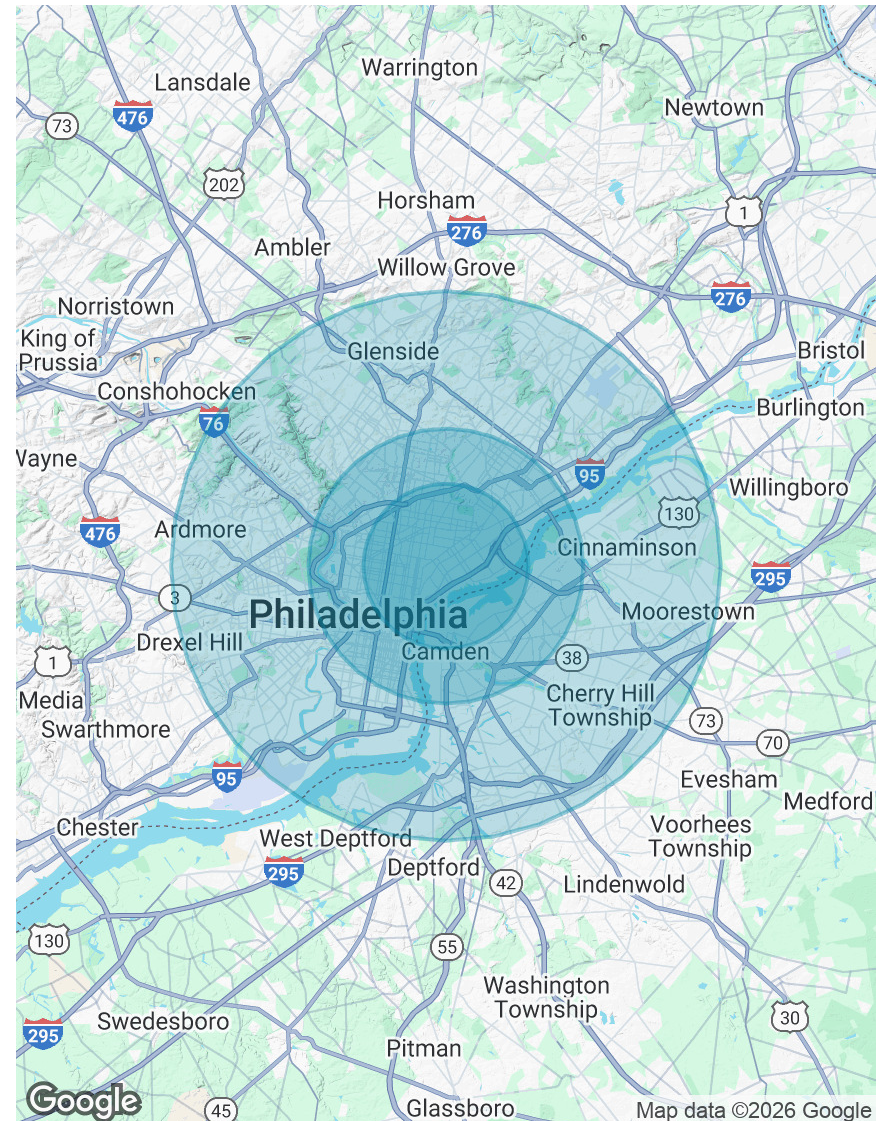 Warrington
Lansdale
476
Newtown
73
202
1
Horsham
276
Ambler
Willow Grove
276
Norristown
King of
Prussia
Glenside
Bristol
Conshohocken
Burlington
76
Wayne
95
Willingboro
130
476
Ardmore
Cinnaminson
295
3
Philadelphia
Moorestown
Drexel Hill
Camden
38
1
Media
Cherry Hill
Township
73
Swarthmore
70
95
Evesham
Medford
Chester
West Deptford
Voorhees
Township
Deptford
295
42
Lindenwold
130
55
Washington
Township
Swedesboro
30
295
Pitman
Google
45
Glassboro
Map data ©2026 Google